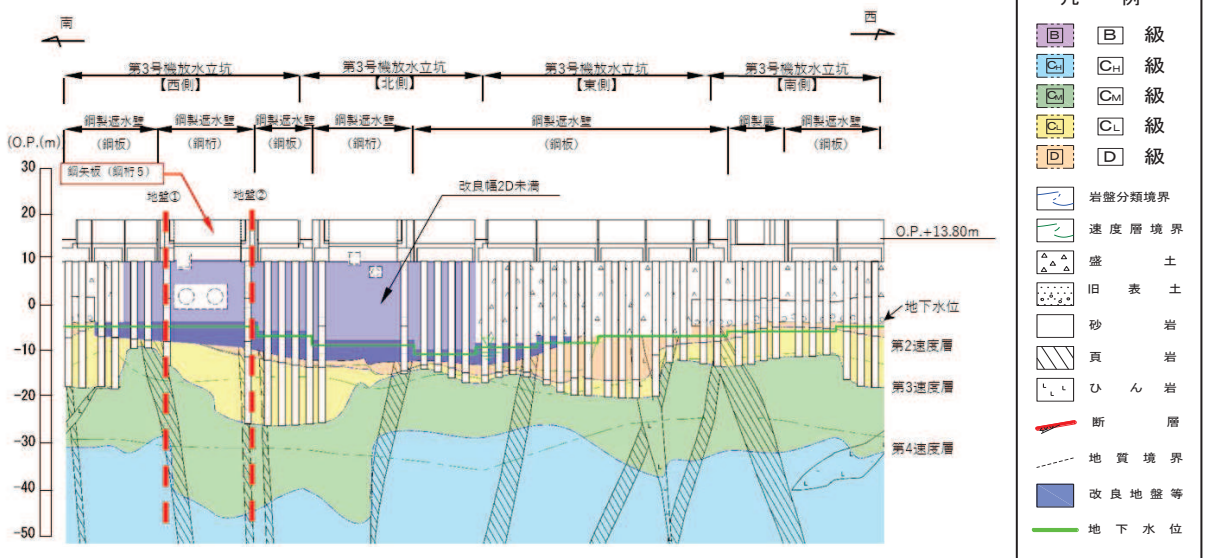 南
西
第3号機放水立坑
【西側】
第3号機放水立坑
【北側】
第3号機放水立坑
【東側】
第3号機放水立坑
【南側】
鋼製遮水壁
(鋼板)
鋼製遮水壁
(鋼桁)
鋼製遮水壁
(鋼板)
鋼製遮水壁
(鋼桁)
鋼製遮水壁
(鋼板)
鋼製扉
鋼製遮水壁
(鋼板)
(O.P.(m)
30
20
10
0
-10
-20
-30
-40
-50
鋼矢板（鋼桁5）
地盤①
地盤②
改良幅2D未満
O.P.+13.80m
地下水位
第2速度層
第3速度層
第4速度層
凡 例
B B 級
CH CH 級
CM CM 級
CL CL 級
D D 級
岩盤分類境界
速度層境界
盛 土
旧 表 土
砂 岩
頁 岩
ひ ん 岩
断 層
地 質 境 界
改 良 地 盤 等
地 下 水 位